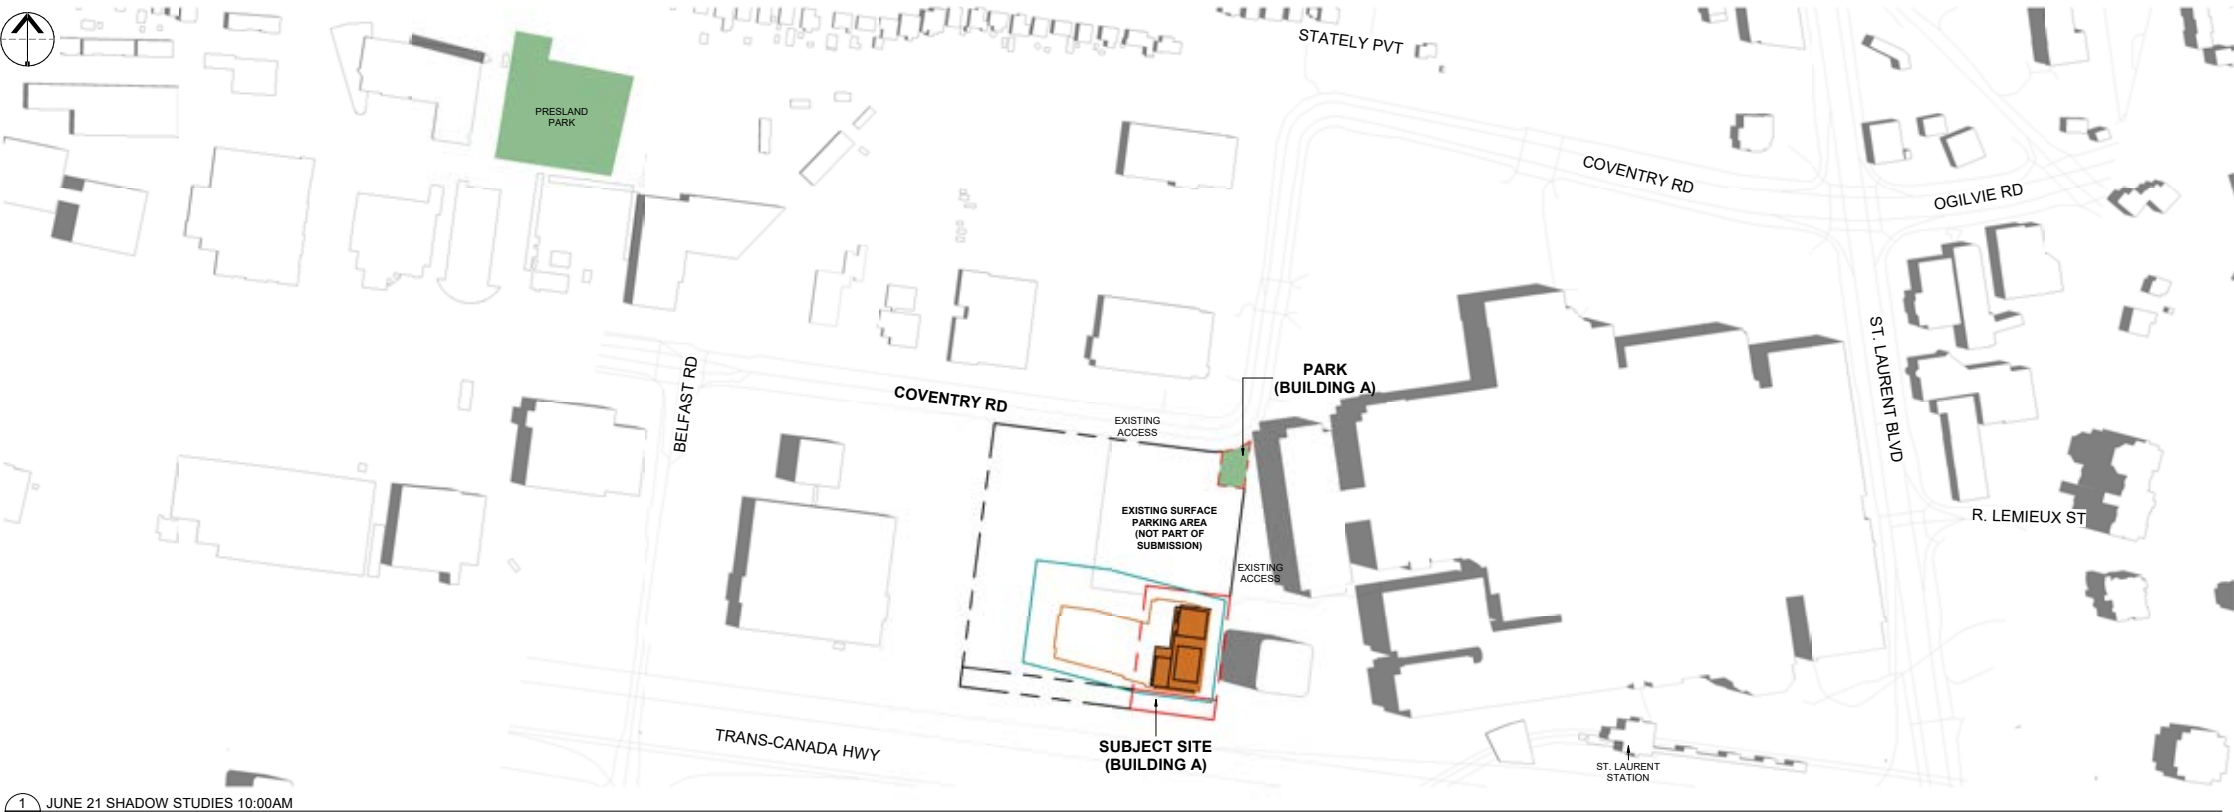 STATELY PVT
PRESLAND
PARK
COVENTRY RD
OGILVIE RD
ST. LAURENT BLVD
BELFAST RD
PARK
(BUILDING A)
COVENTRY RD
EXISTING
ACCESS
EXISTING SURFACE
PARKING AREA
(NOT PART OF
SUBMISSION)
R. LEMIEUX ST
EXISTING
ACCESS
TRANS-CANADA HWY
SUBJECT SITE
(BUILDING A)
ST. LAURENT
STATION
1 JUNE 21 SHADOW STUDIES 10:00AM